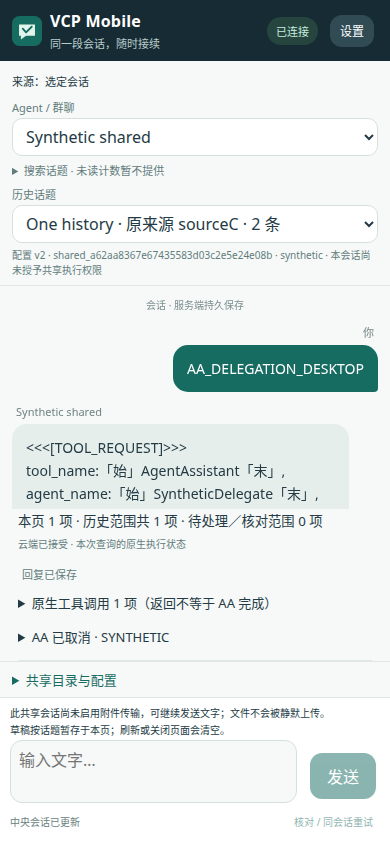 VCP Mobile
同一段会话，随时接续
已连接
设置
来源：选定会话
Agent / 群聊
Synthetic shared
搜索话题 · 未读计数暂不提供
历史话题
One history · 原来源 sourceC · 2 条
配置 v2 · shared_a62aa8367e67435583d03c2e5e24e08b · synthetic · 本会话尚
未授予共享执行权限
会话 · 服务端持久保存
你
AA_DELEGATION_DESKTOP
Synthetic shared
<<<[TOOL_REQUEST]>>>
tool_name:「始」AgentAssistant「末」,
agent_name:「始」SyntheticDelegate「末」,
本页 1 项 · 历史范围共 1 项 · 待处理／核对范围 0 项
云端已接受 · 本次查询的原生执行状态
回复已保存
原生工具调用 1 项（返回不等于 AA 完成）
AA 已取消 · SYNTHETIC
共享目录与配置
此共享会话尚未启用附件传输，可继续发送文字；文件不会被静默上传。
草稿按话题暂存于本页；刷新或关闭页面会清空。
输入文字…
发送
中央会话已更新
核对 / 同会话重试